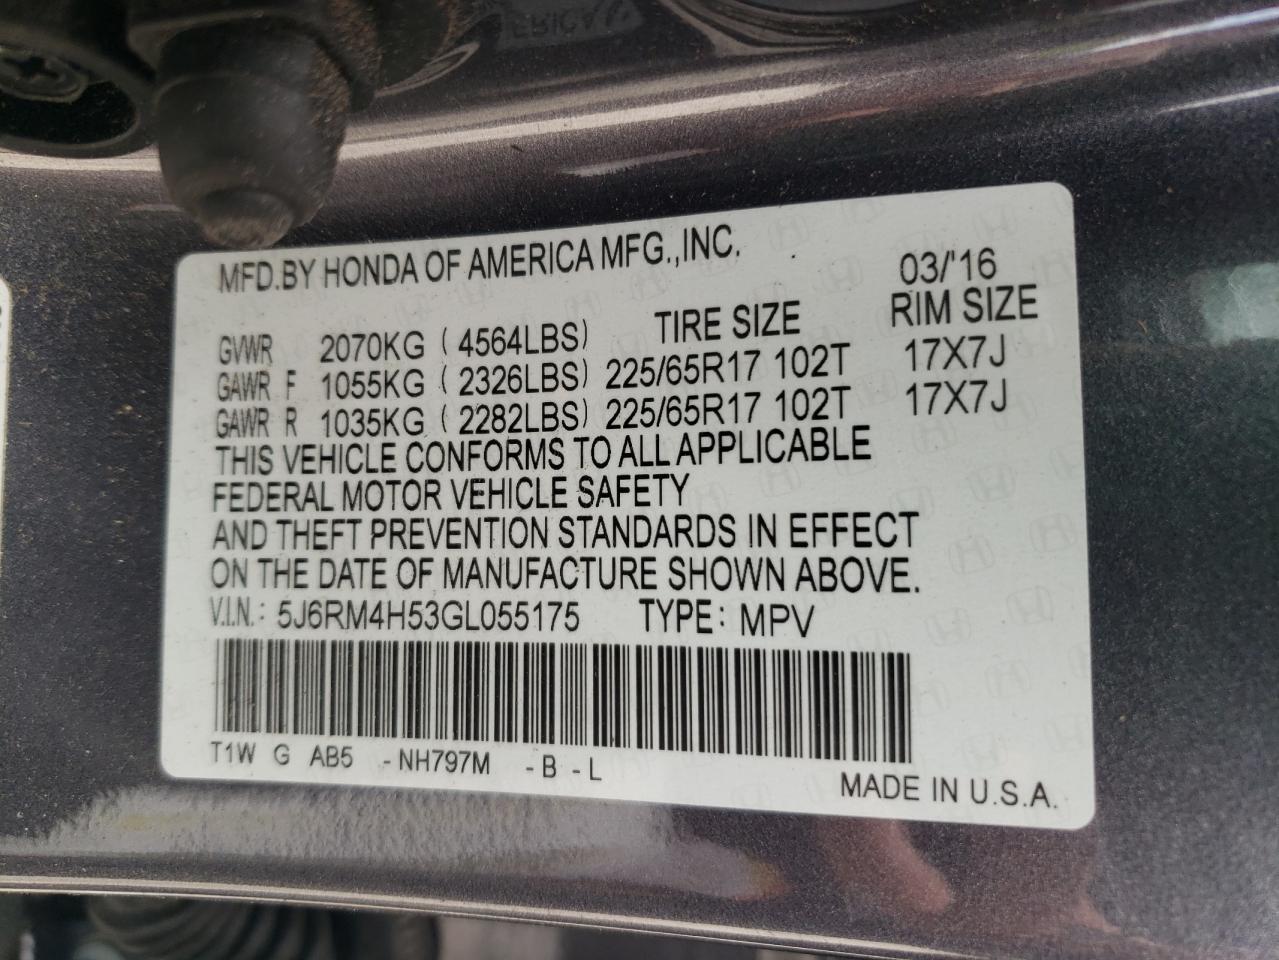 MFD.BY HONDA OF AMERICA MFG.,INC. 03/'16
GVWR 2070KG ( 4564LBS) TIRE SIZE RIM SIZE
GAWR F 1055KG ( 2326LBS) 225/65R17 102T 17X7J
GAWR R 1035KG ( 2282LBS) 225/65R17 102T 17X7J
THIS VEHICLE CONFORMS TO ALL APPLICABLE
FEDERAL MOTOR VEHICLE SAFETY
AND THEFT PREVENTION STANDARDS IN EFFECT
ON THE DATE OF MANUFACTURE SHOWN ABOVE.
V.I.N.: 5J6RM4H53GL055175 TYPE: MPV
T1W G AB5 -NH797M -B -L
MADE IN U.S.A.